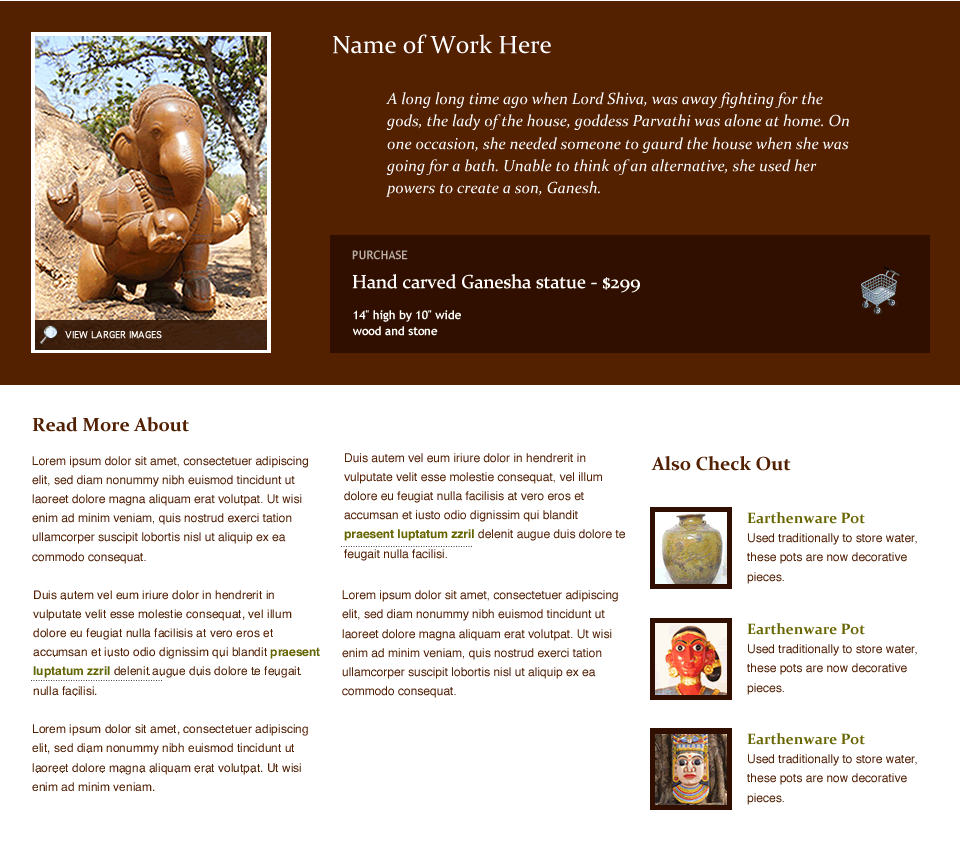 Name of Work Here
A long long time ago when Lord Shiva, was away fighting for the
gods, the lady of the house, goddess Parvathi was alone at home. On
one occasion, she needed someone to gaurd the house when she was
going for a bath. Unable to think of an alternative, she used her
powers to create a son, Ganesh.
PURCHASE
Hand carved Ganesha statue - $299
14" high by 10" wide
wood and stone
VIEW LARGER IMAGES
Read More About
Lorem ipsum dolor sit amet, consectetuer adipiscing
elit, sed diam nonummy nibh euismod tincidunt ut
laoreet dolore magna aliquam erat volutpat. Ut wisi
enim ad minim veniam, quis nostrud exerci tation
ullamcorper suscipit lobortis nisl ut aliquip ex ea
commodo consequat.
Duis autem vel eum iriure dolor in hendrerit in
vulputate velit esse molestie consequat, vel illum
dolore eu feugiat nulla facilisis at vero eros et
accumsan et iusto odio dignissim qui blandit praesent
luptatum zzril delenit augue duis dolore te feugait
nulla facilisi.
Lorem ipsum dolor sit amet, consectetuer adipiscing
elit, sed diam nonummy nibh euismod tincidunt ut
laoreet dolore magna aliquam erat volutpat. Ut wisi
enim ad minim veniam.
Duis autem vel eum iriure dolor in hendrerit in
vulputate velit esse molestie consequat, vel illum
dolore eu feugiat nulla facilisis at vero eros et
accumsan et iusto odio dignissim qui blandit
praesent luptatum zzril delenit augue duis dolore te
feugait nulla facilisi.
Lorem ipsum dolor sit amet, consectetuer adipiscing
elit, sed diam nonummy nibh euismod tincidunt ut
laoreet dolore magna aliquam erat volutpat. Ut wisi
enim ad minim veniam, quis nostrud exerci tation
ullamcorper suscipit lobortis nisl ut aliquip ex ea
commodo consequat.
Also Check Out
Earthenware Pot
Used traditionally to store water,
these pots are now decorative
pieces.
Earthenware Pot
Used traditionally to store water,
these pots are now decorative
pieces.
Earthenware Pot
Used traditionally to store water,
these pots are now decorative
pieces.